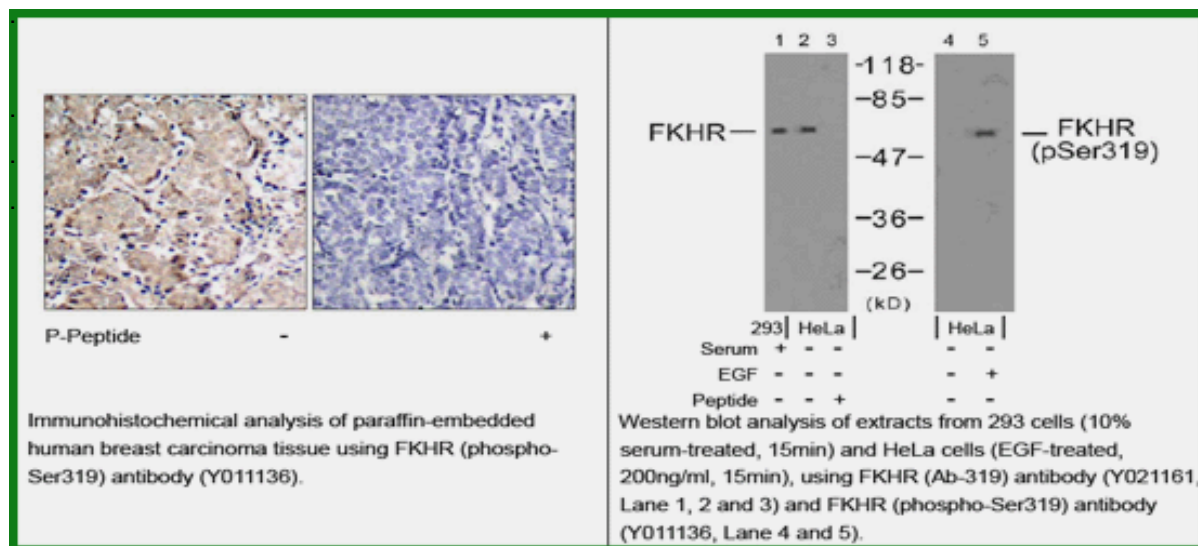 P-Peptide - +
Immunohistochemical analysis of paraffin-embedded
human breast carcinoma tissue using FKHR (phospho-
Ser319) antibody (Y011136).
1 2 3 4 5
-118-
-85-
FKHR
FKHR
(pSer319)
-47-
-36-
-26-
(kD)
293 HeLa HeLa
Serum + - - - -
EGF - - - - +
Peptide - - +
Western blot analysis of extracts from 293 cells (10%
serum-treated, 15min) and HeLa cells (EGF-treated,
200ng/ml, 15min), using FKHR (Ab-319) antibody (Y021161,
Lane 1, 2 and 3) and FKHR (phospho-Ser319) antibody
(Y011136, Lane 4 and 5).